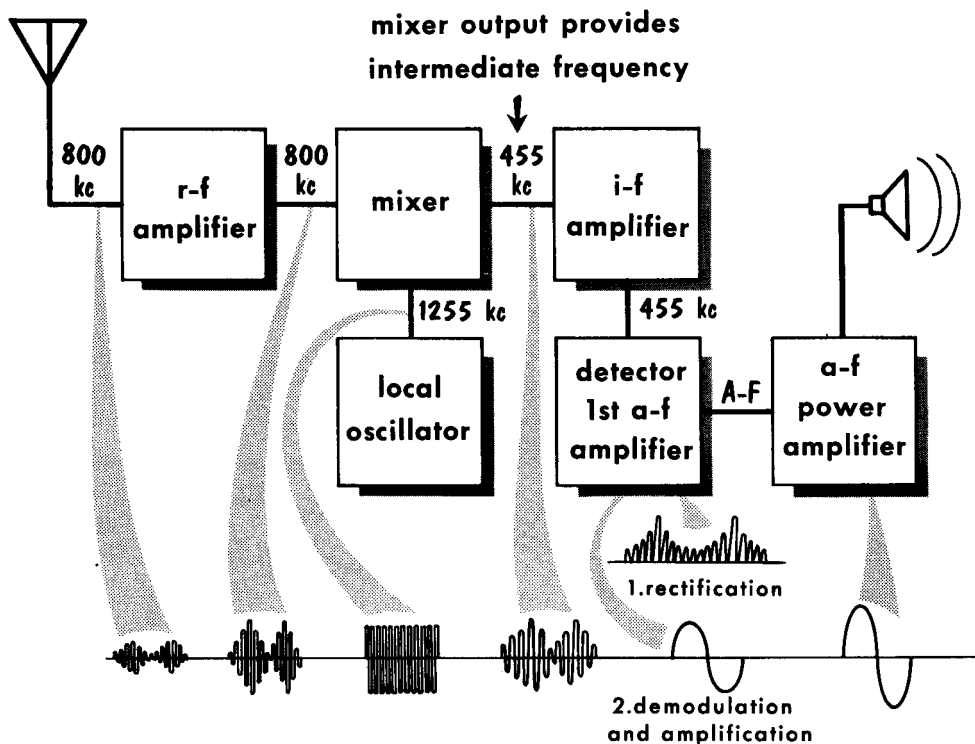 mixer output provides
intermediate frequency
800
kc
r-f
amplifier
800
kc
mixer
455
kc
i-f
amplifier
1255 kc
455 kc
local
oscillator
detector
1st a-f
amplifier
A-F
a-f
power
amplifier
1.rectification
2.demodulation
and amplification